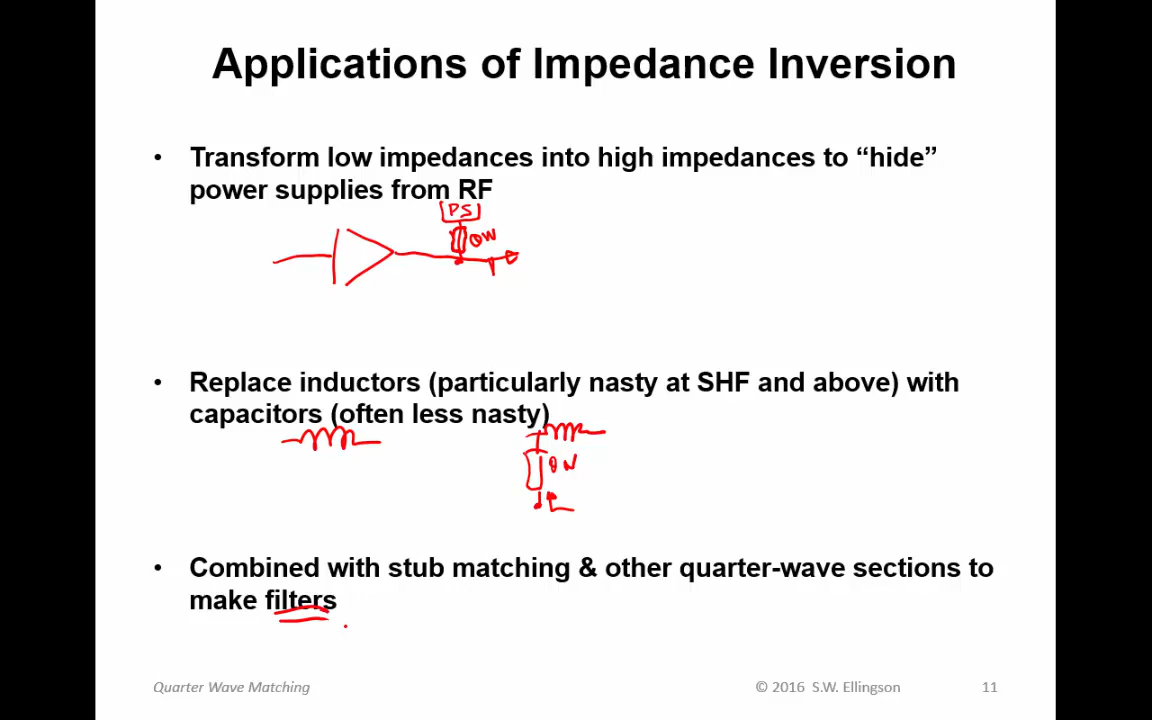 Applications of Impedance Inversion
• Transform low impedances into high impedances to “hide”
power supplies from RF
PS
QW
• Replace inductors (particularly nasty at SHF and above) with
capacitors (often less nasty)
QW
• Combined with stub matching & other quarter-wave sections to
make filters
Quarter Wave Matching © 2016 S.W. Ellingson 11